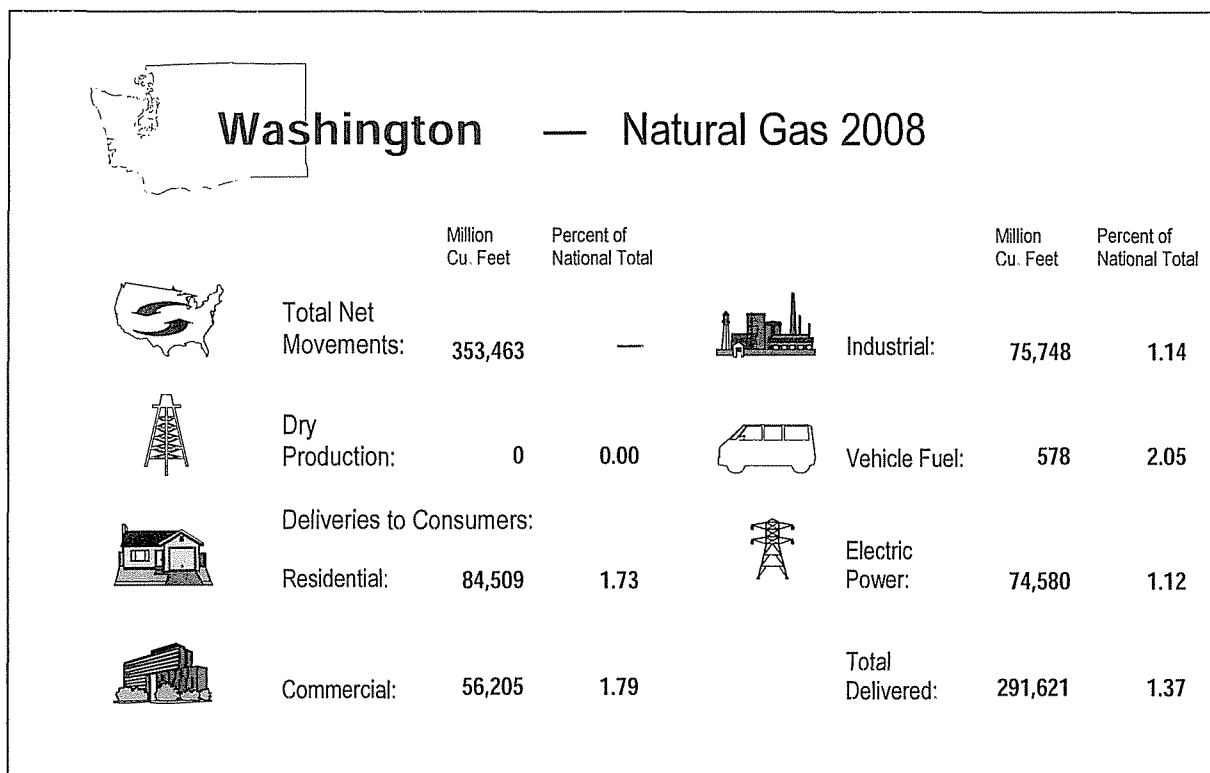 Washington — Natural Gas 2008
Million
Cu. Feet
Percent of
National Total
Total Net
Movements: 353,463 —
Dry
Production: 0 0.00
Deliveries to Consumers:
Residential: 84,509 1.73
Commercial: 56,205 1.79
Million
Cu. Feet
Percent of
National Total
Industrial: 75,748 1.14
Vehicle Fuel: 578 2.05
Electric
Power: 74,580 1.12
Total
Delivered: 291,621 1.37